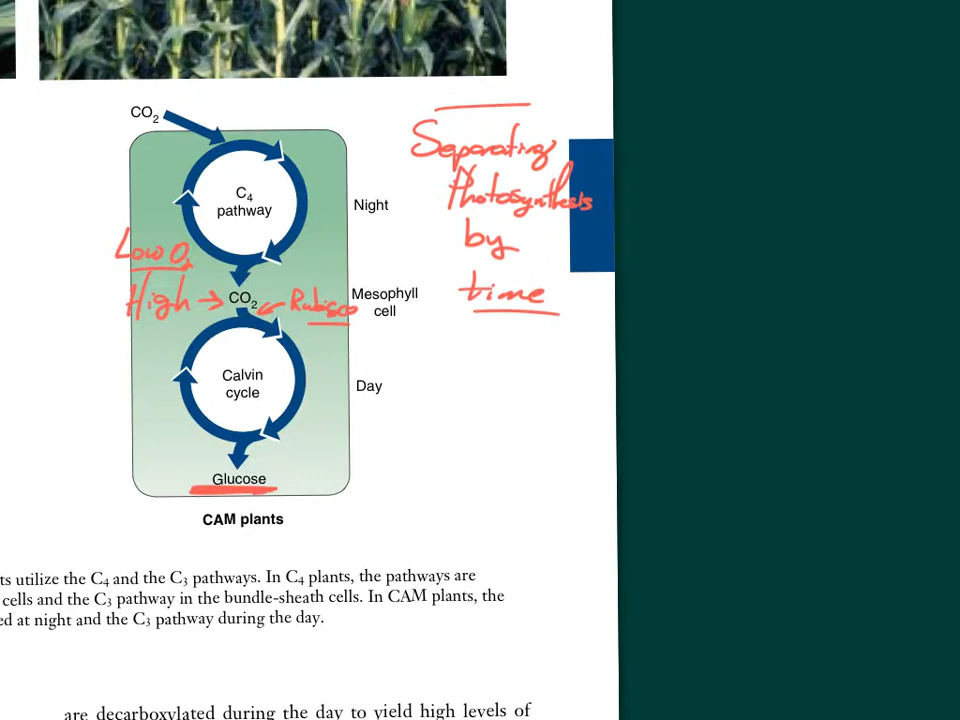 CO₂
Separating
Photosynthesis
by
time
C₄
pathway
Night
Low O₂
High → CO₂ ← Rubisco
Mesophyll
cell
Calvin
cycle
Day
Glucose
CAM plants
ts utilize the C₄ and the C₃ pathways. In C₄ plants, the pathways are
cells and the C₃ pathway in the bundle-sheath cells. In CAM plants, the
ed at night and the C₃ pathway during the day.
are decarboxylated during the day to yield high levels of